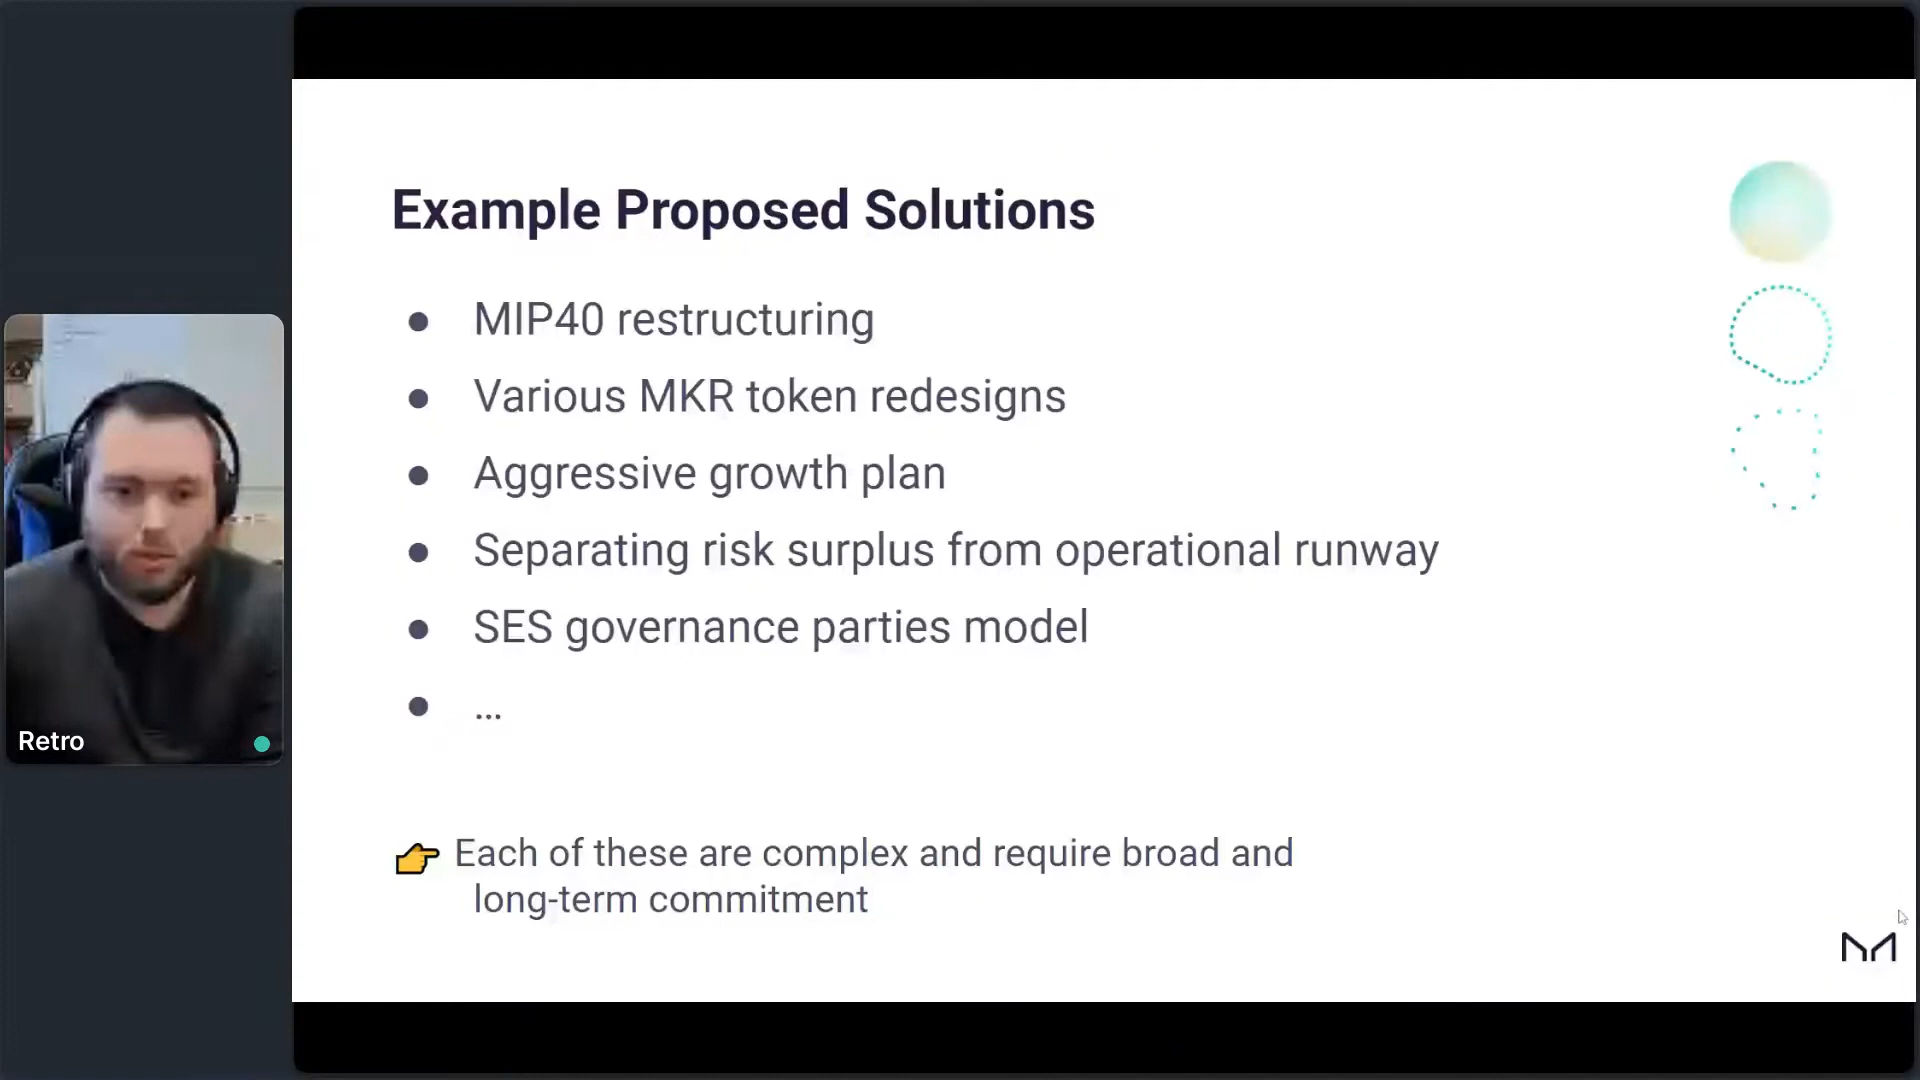 Example Proposed Solutions
● MIP40 restructuring
● Various MKR token redesigns
● Aggressive growth plan
● Separating risk surplus from operational runway
● SES governance parties model
● ...
👉 Each of these are complex and require broad and
long-term commitment
Retro